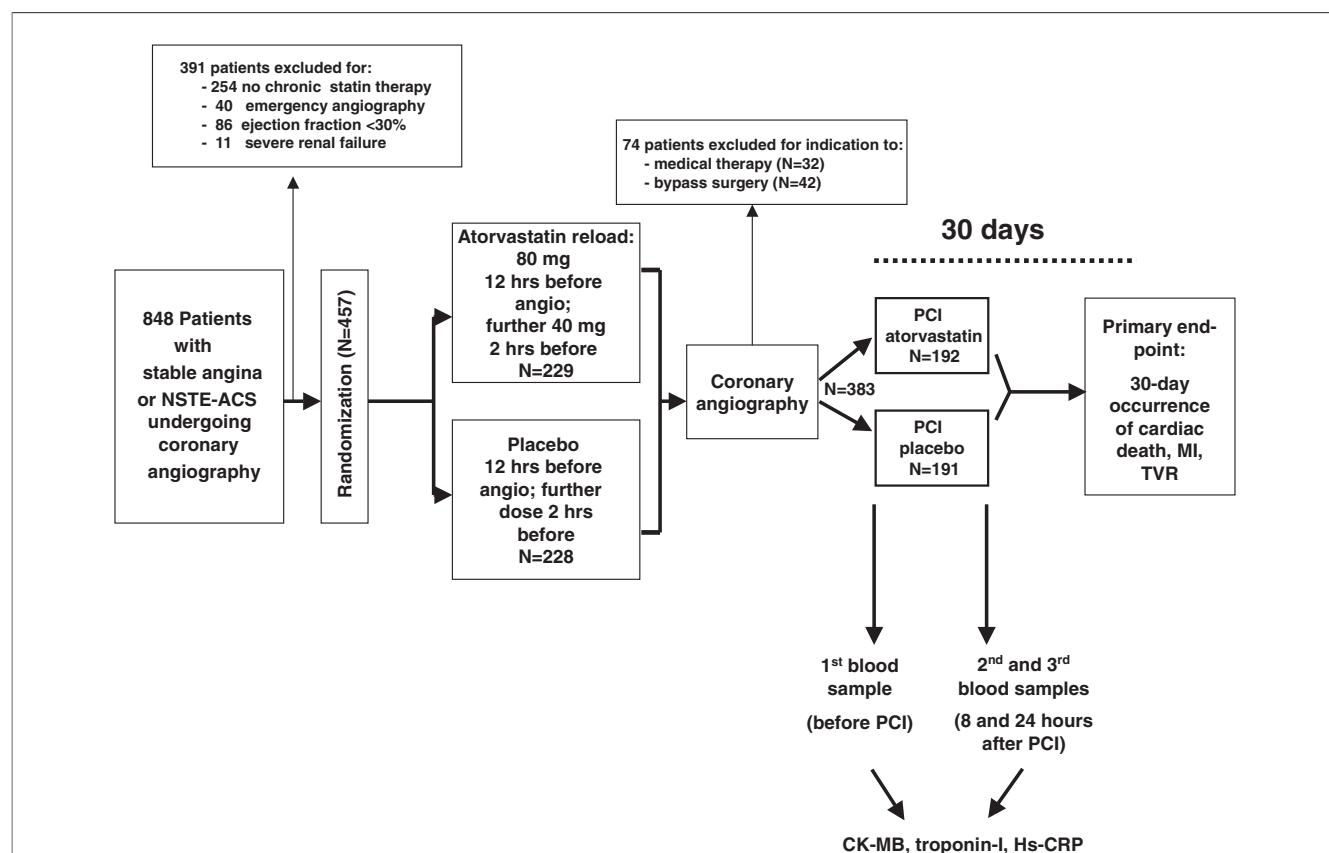 391 patients excluded for:
- 254 no chronic statin therapy
- 40 emergency angiography
- 86 ejection fraction <30%
- 11 severe renal failure
74 patients excluded for indication to:
- medical therapy (N=32)
- bypass surgery (N=42)
848 Patients
with
stable angina
or NSTE-ACS
undergoing
coronary
angiography
Randomization (N=457)
Atorvastatin reload:
80 mg
12 hrs before
angio;
further 40 mg
2 hrs before
N=229
Placebo
12 hrs before
angio; further
dose 2 hrs
before
N=228
Coronary
angiography
N=383
30 days
PCI
atorvastatin
N=192
PCI
placebo
N=191
Primary end-
point:
30-day
occurrence
of cardiac
death, MI,
TVR
1st blood
sample
(before PCI)
2nd and 3rd
blood samples
(8 and 24 hours
after PCI)
CK-MB, troponin-I, Hs-CRP